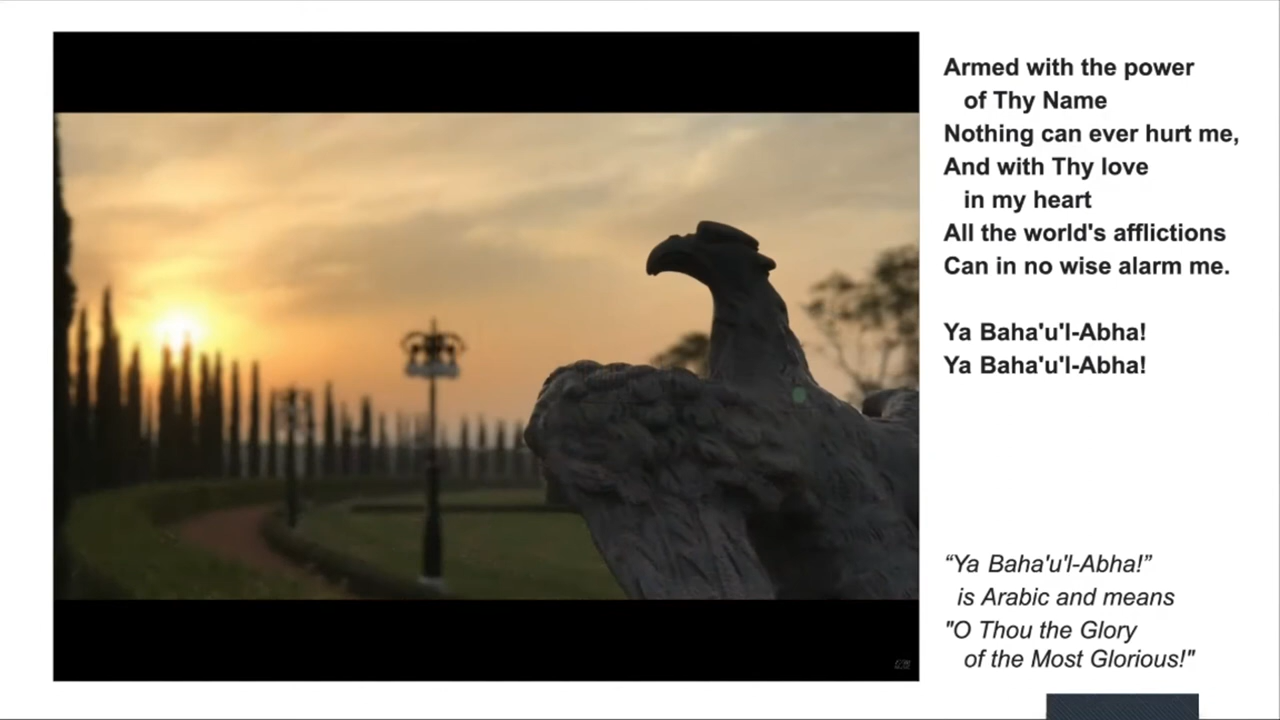 Armed with the power
of Thy Name
Nothing can ever hurt me,
And with Thy love
in my heart
All the world's afflictions
Can in no wise alarm me.
Ya Baha'u'l-Abha!
Ya Baha'u'l-Abha!
“Ya Baha'u'l-Abha!”
is Arabic and means
"O Thou the Glory
of the Most Glorious!"